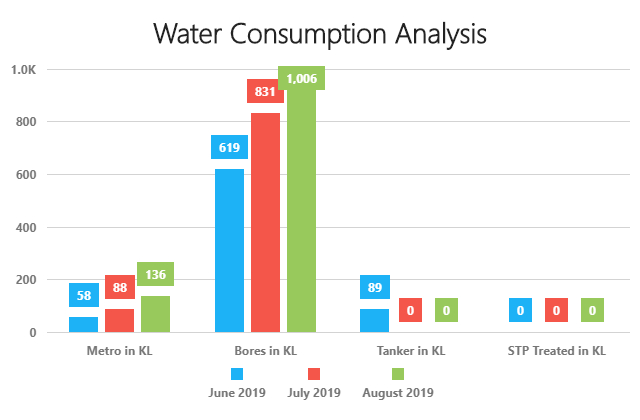 Water Consumption Analysis
1.0K
800
600
400
200
0
58
88
136
619
831
1,006
89
0
0
0
0
0
Metro in KL
Bores in KL
Tanker in KL
STP Treated in KL
June 2019
July 2019
August 2019